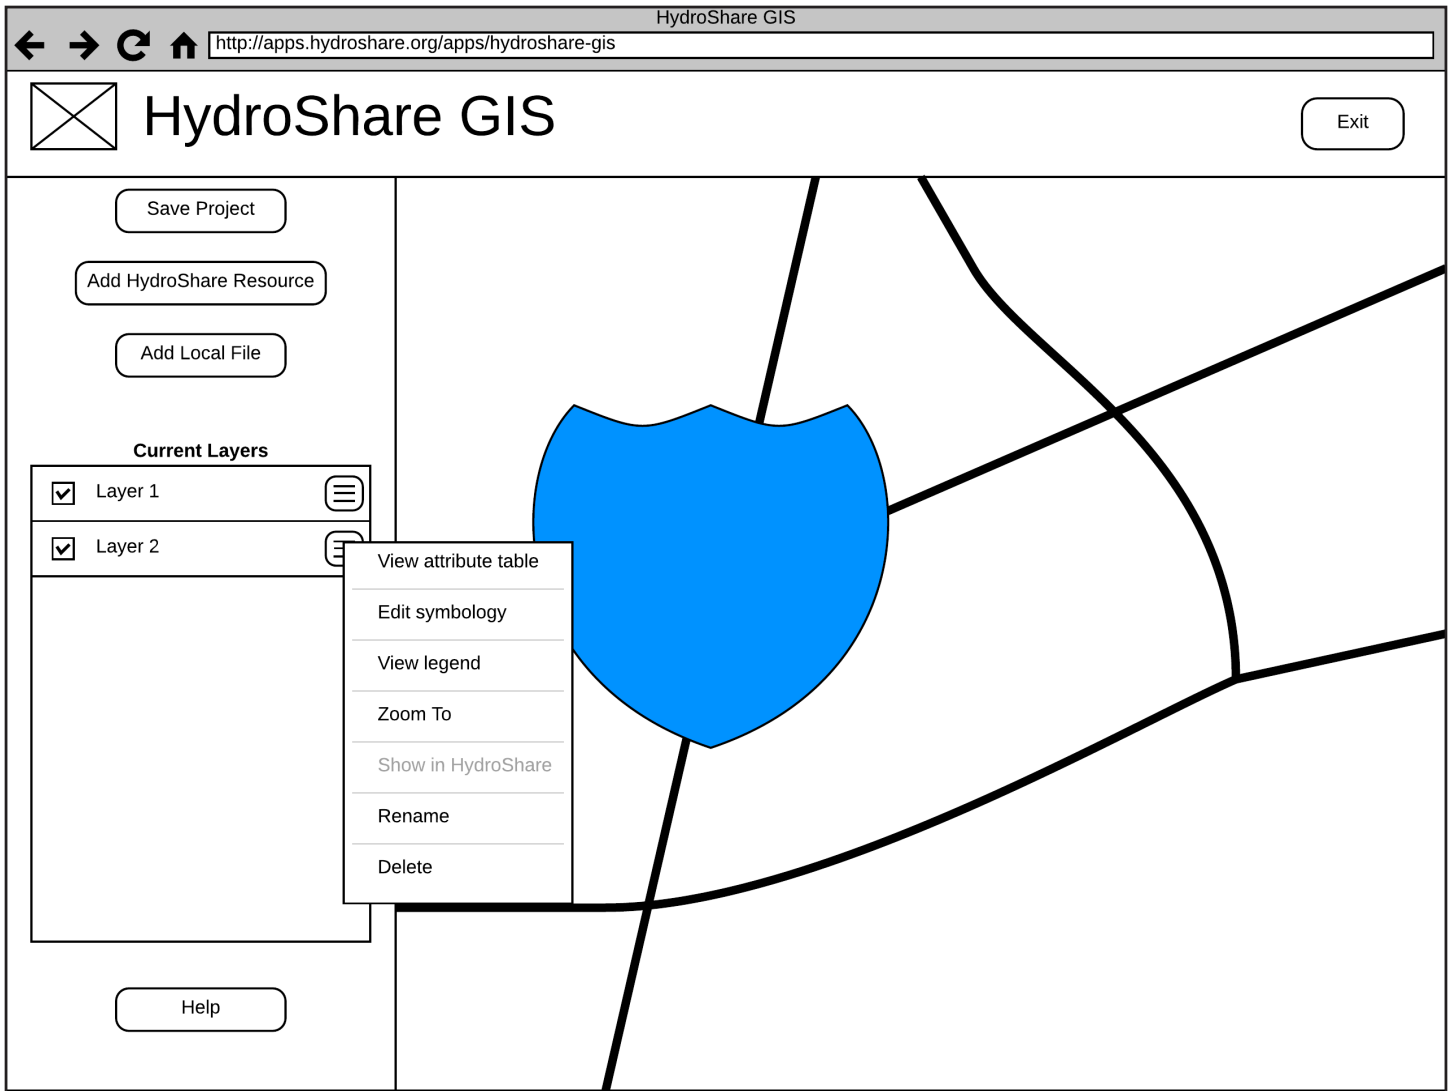 HydroShare GIS
http://apps.hydroshare.org/apps/hydroshare-gis
HydroShare GIS
Exit
Save Project
Add HydroShare Resource
Add Local File
Current Layers
Layer 1
Layer 2
View attribute table
Edit symbology
View legend
Zoom To
Show in HydroShare
Rename
Delete
Help